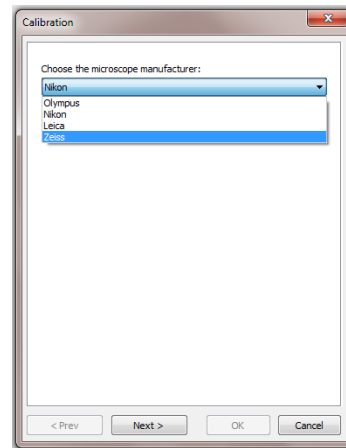 Calibration
Choose the microscope manufacturer:
Nikon
Olympus
Nikon
Leica
Zeiss
< Prev Next > OK Cancel